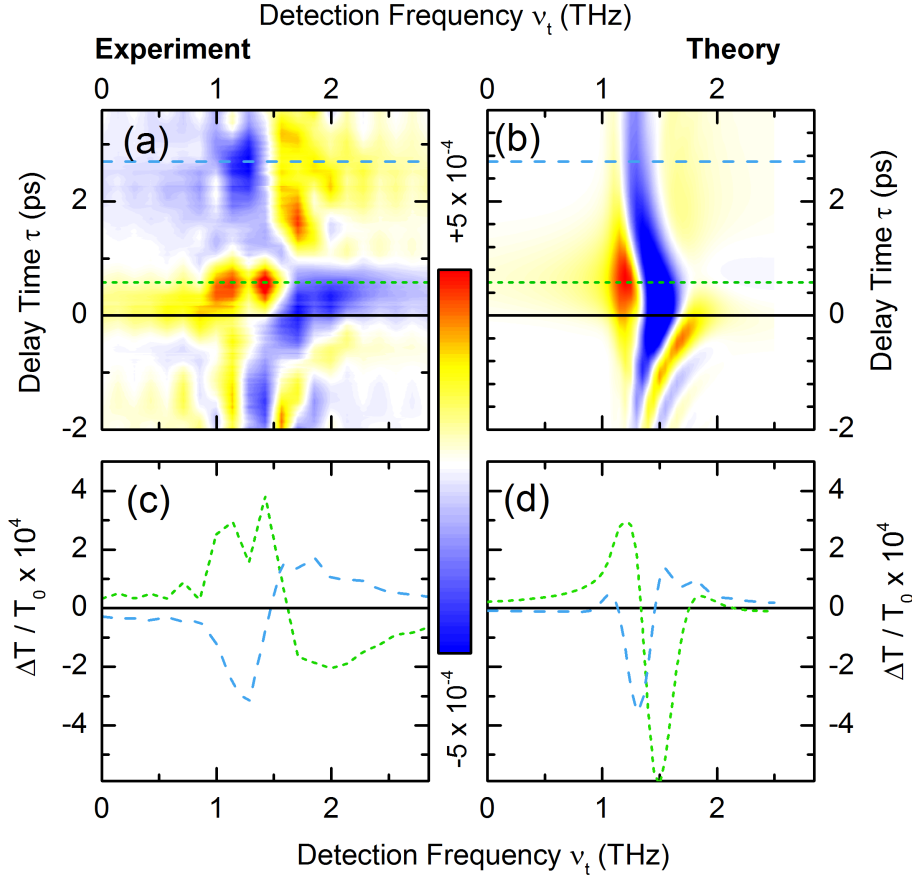 Detection Frequency ν_t (THz)
Experiment Theory
0 1 2 0 1 2
(a) (b)
Delay Time τ (ps)
2
0
-2
+5 x 10^-4
-5 x 10^-4
2
0
-2
Delay Time τ (ps)
(c) (d)
ΔT / T_0 x 10^4
4
2
0
-2
-4
4
2
0
-2
-4
ΔT / T_0 x 10^4
0 1 2 0 1 2
Detection Frequency ν_t (THz)